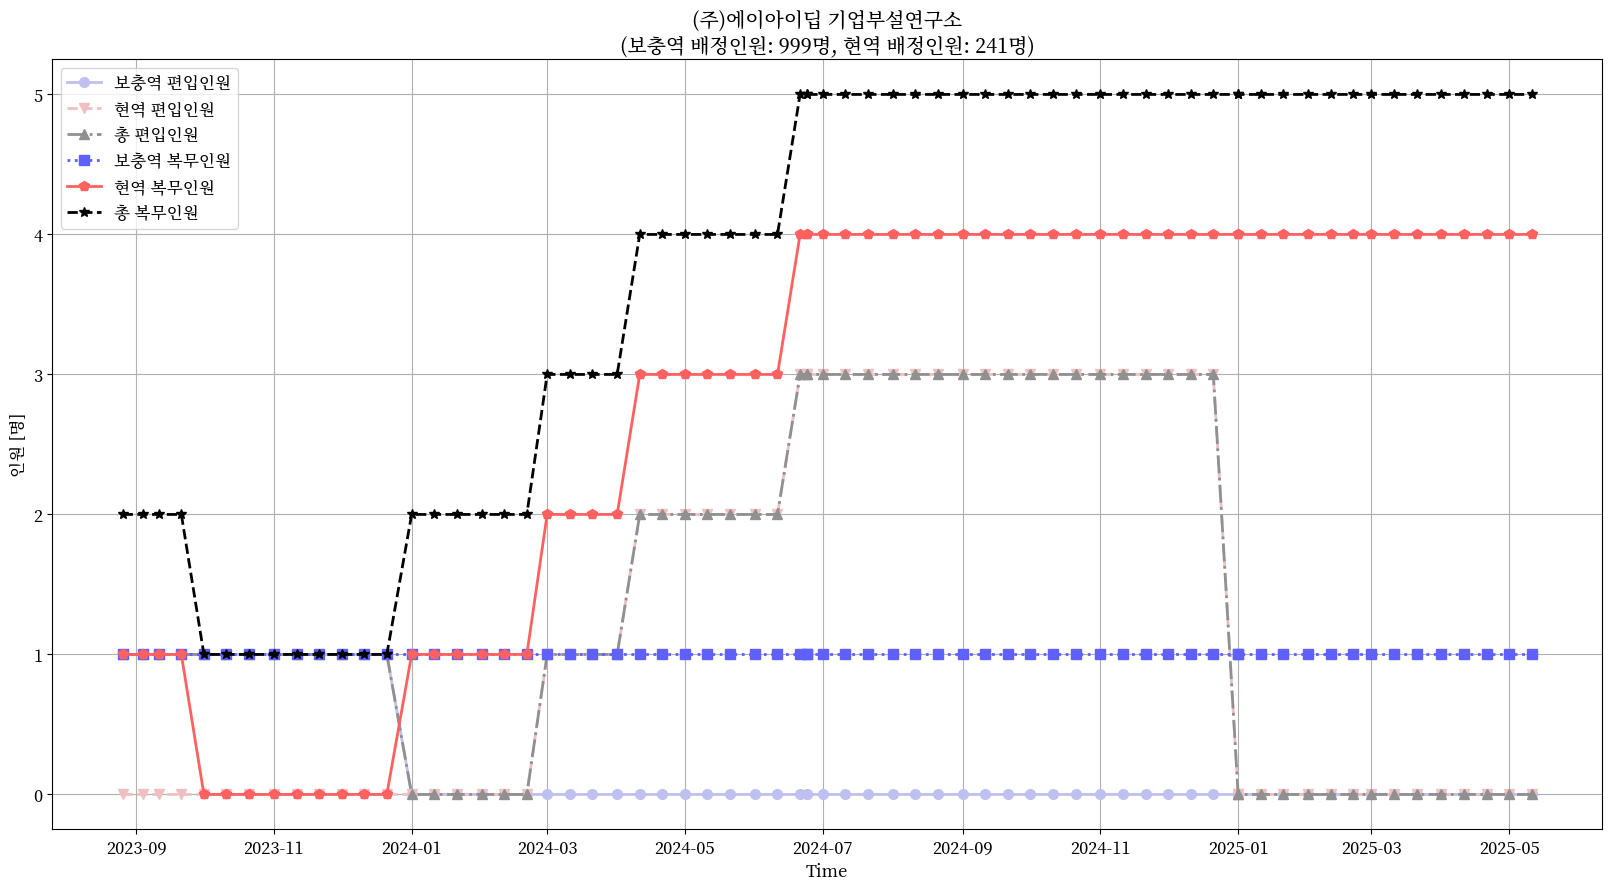 (주)에이아이딥 기업부설연구소
(보충역 배정인원: 999명, 현역 배정인원: 241명)
보충역 편입인원
현역 편입인원
총 편입인원
보충역 복무인원
현역 복무인원
총 복무인원
5
4
3
2
1
0
인원 [명]
2023-09 2023-11 2024-01 2024-03 2024-05 2024-07 2024-09 2024-11 2025-01 2025-03 2025-05
Time